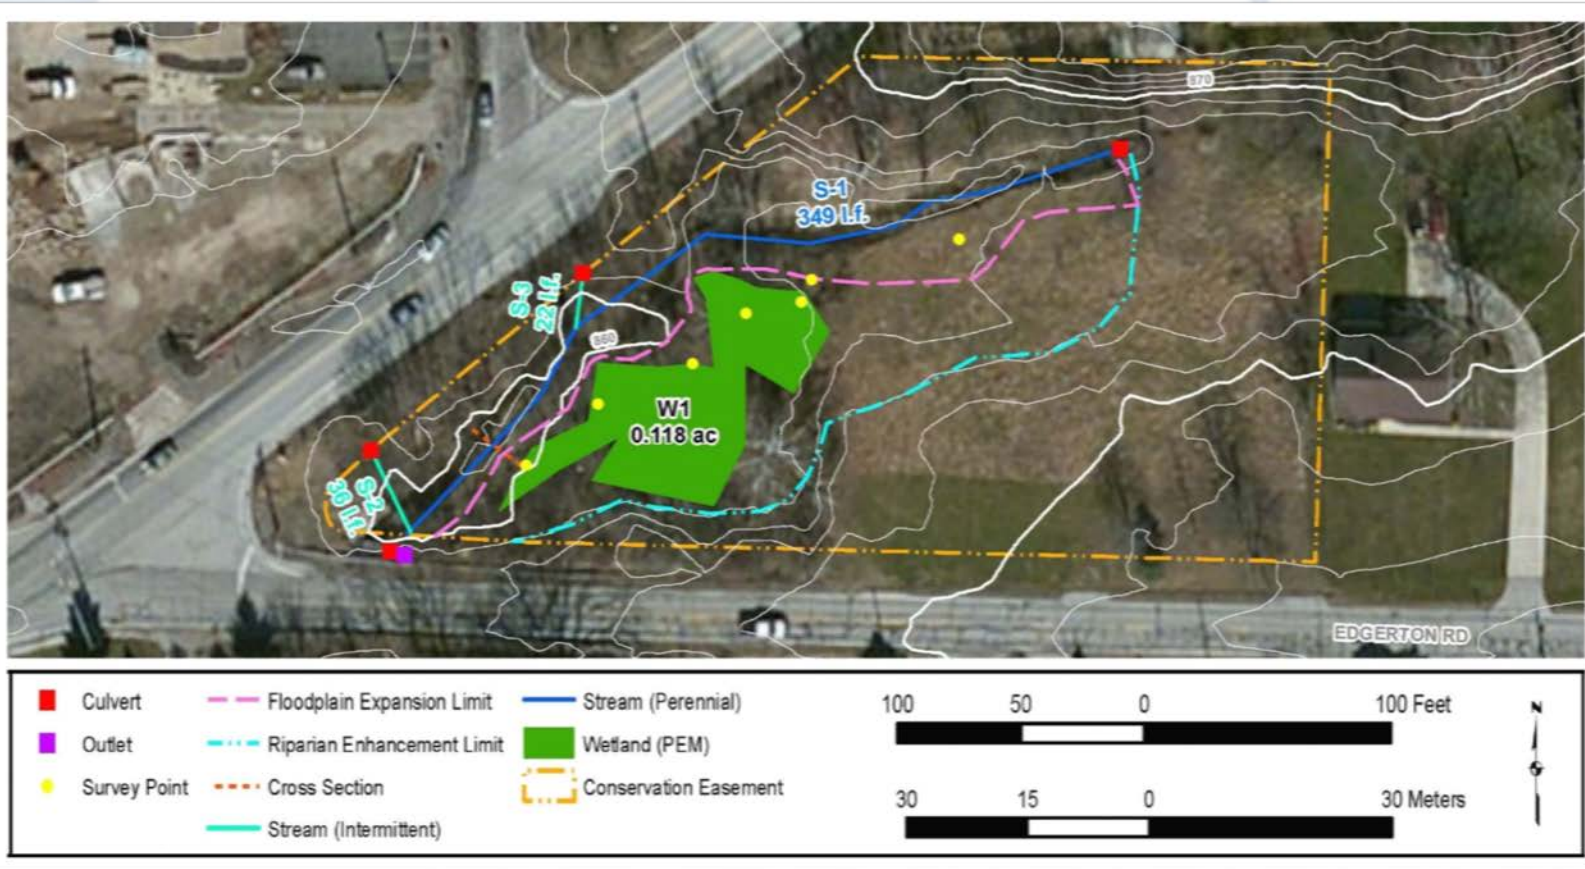 870
S-1
349 l.f.
S-3
22 l.f.
860
W1
0.118 ac
S-2
36 l.f.
EDGERTON RD
Culvert
Floodplain Expansion Limit
Stream (Perennial)
100 50 0 100 Feet
N
Outlet
Riparian Enhancement Limit
Wetland (PEM)
Survey Point
Cross Section
Conservation Easement
30 15 0 30 Meters
Stream (Intermittent)